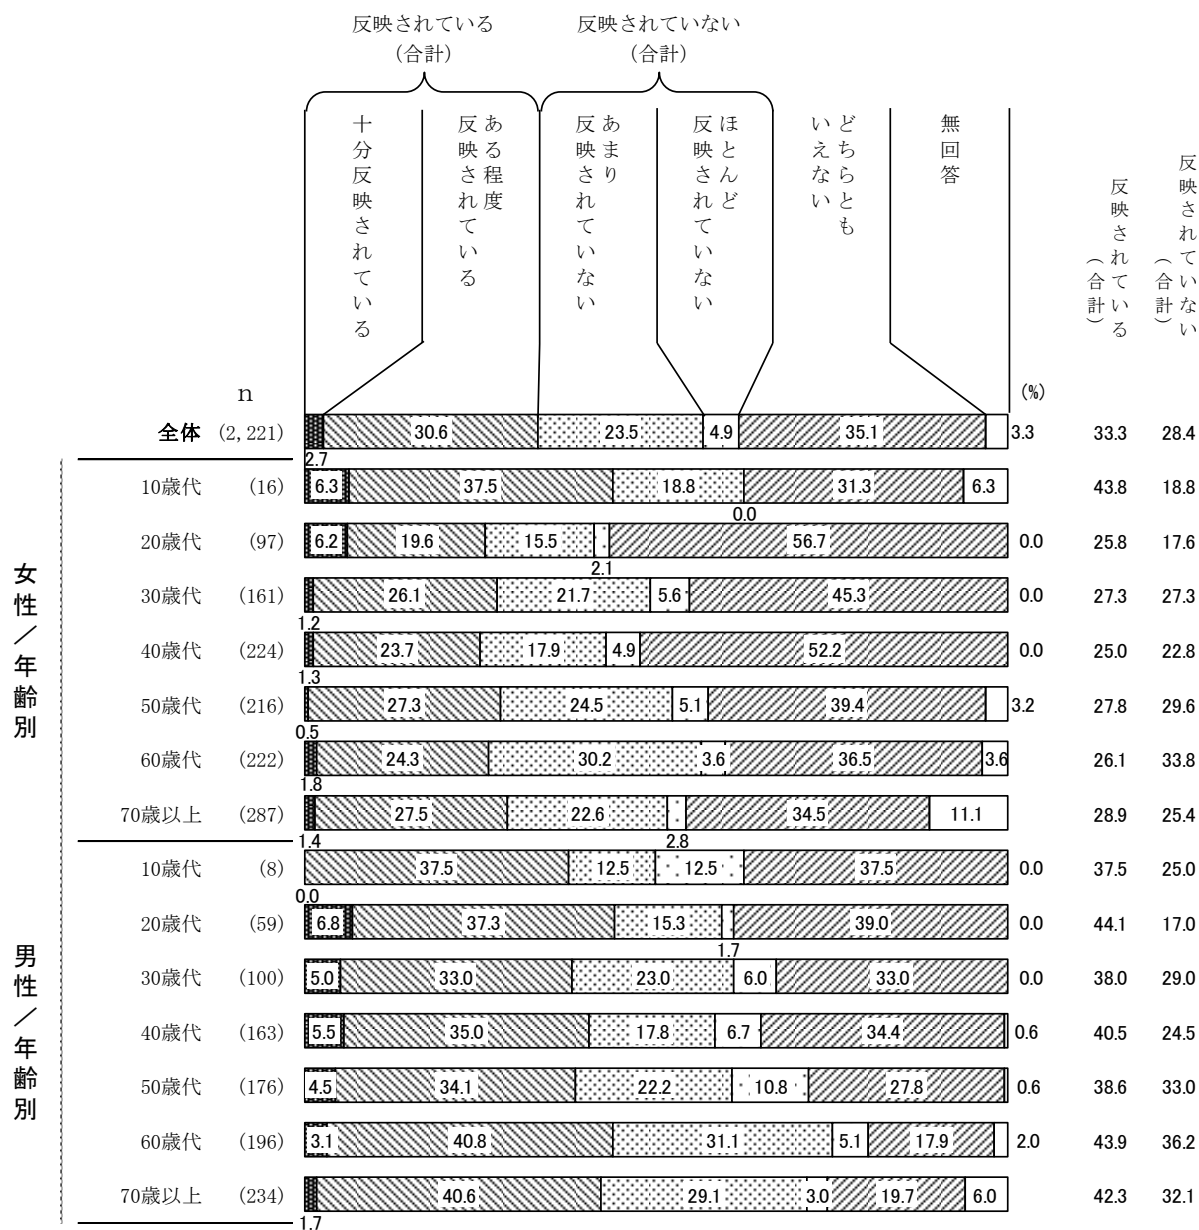 反映されている
（合計）
反映されていない
（合計）
十分反映されている
ある程度
反映されている
あまり
反映されていない
ほとんど
反映されていない
どちらとも
いえない
無回答
反映されている
（合計）
反映されていない
（合計）
n
(%)
全体 (2,221) 30.6 23.5 4.9 35.1 3.3 33.3 28.4
2.7
女性／年齢別
10歳代 (16) 6.3 37.5 18.8 31.3 6.3 43.8 18.8
0.0
20歳代 (97) 6.2 19.6 15.5 56.7 0.0 25.8 17.6
2.1
30歳代 (161) 26.1 21.7 5.6 45.3 0.0 27.3 27.3
1.2
40歳代 (224) 23.7 17.9 4.9 52.2 0.0 25.0 22.8
1.3
50歳代 (216) 27.3 24.5 5.1 39.4 3.2 27.8 29.6
0.5
60歳代 (222) 24.3 30.2 3.6 36.5 3.6 26.1 33.8
1.8
70歳以上 (287) 27.5 22.6 34.5 11.1 28.9 25.4
1.4 2.8
男性／年齢別
10歳代 (8) 37.5 12.5 12.5 37.5 0.0 37.5 25.0
0.0
20歳代 (59) 6.8 37.3 15.3 39.0 0.0 44.1 17.0
1.7
30歳代 (100) 5.0 33.0 23.0 6.0 33.0 0.0 38.0 29.0
40歳代 (163) 5.5 35.0 17.8 6.7 34.4 0.6 40.5 24.5
50歳代 (176) 4.5 34.1 22.2 10.8 27.8 0.6 38.6 33.0
60歳代 (196) 3.1 40.8 31.1 5.1 17.9 2.0 43.9 36.2
70歳以上 (234) 40.6 29.1 3.0 19.7 6.0 42.3 32.1
1.7